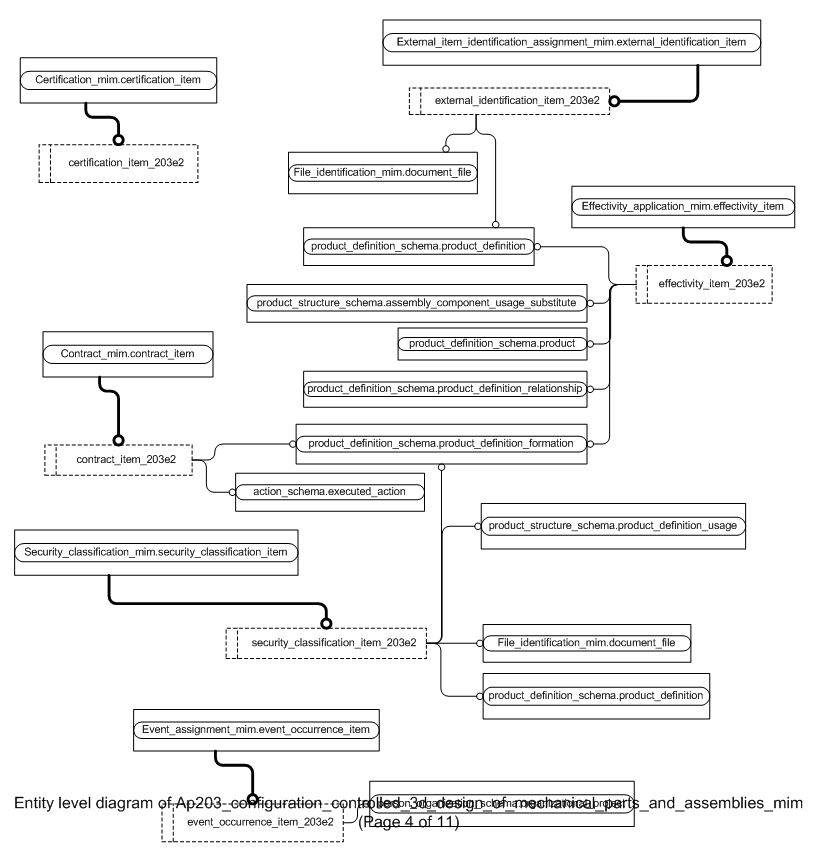 External_item_identification_assignment_mim.external_identification_item
Certification_mim.certification_item
external_identification_item_203e2
certification_item_203e2
File_identification_mim.document_file
Effectivity_application_mim.effectivity_item
product_definition_schema.product_definition
effectivity_item_203e2
product_structure_schema.assembly_component_usage_substitute
product_definition_schema.product
Contract_mim.contract_item
product_definition_schema.product_definition_relationship
product_definition_schema.product_definition_formation
contract_item_203e2
action_schema.executed_action
product_structure_schema.product_definition_usage
Security_classification_mim.security_classification_item
security_classification_item_203e2
File_identification_mim.document_file
product_definition_schema.product_definition
Event_assignment_mim.event_occurrence_item
person_organization_schema.organizational_project
Entity level diagram of Ap203_configuration_controlled_3d_design_of_mechanical_parts_and_assemblies_mim
(Page 4 of 11)
event_occurrence_item_203e2